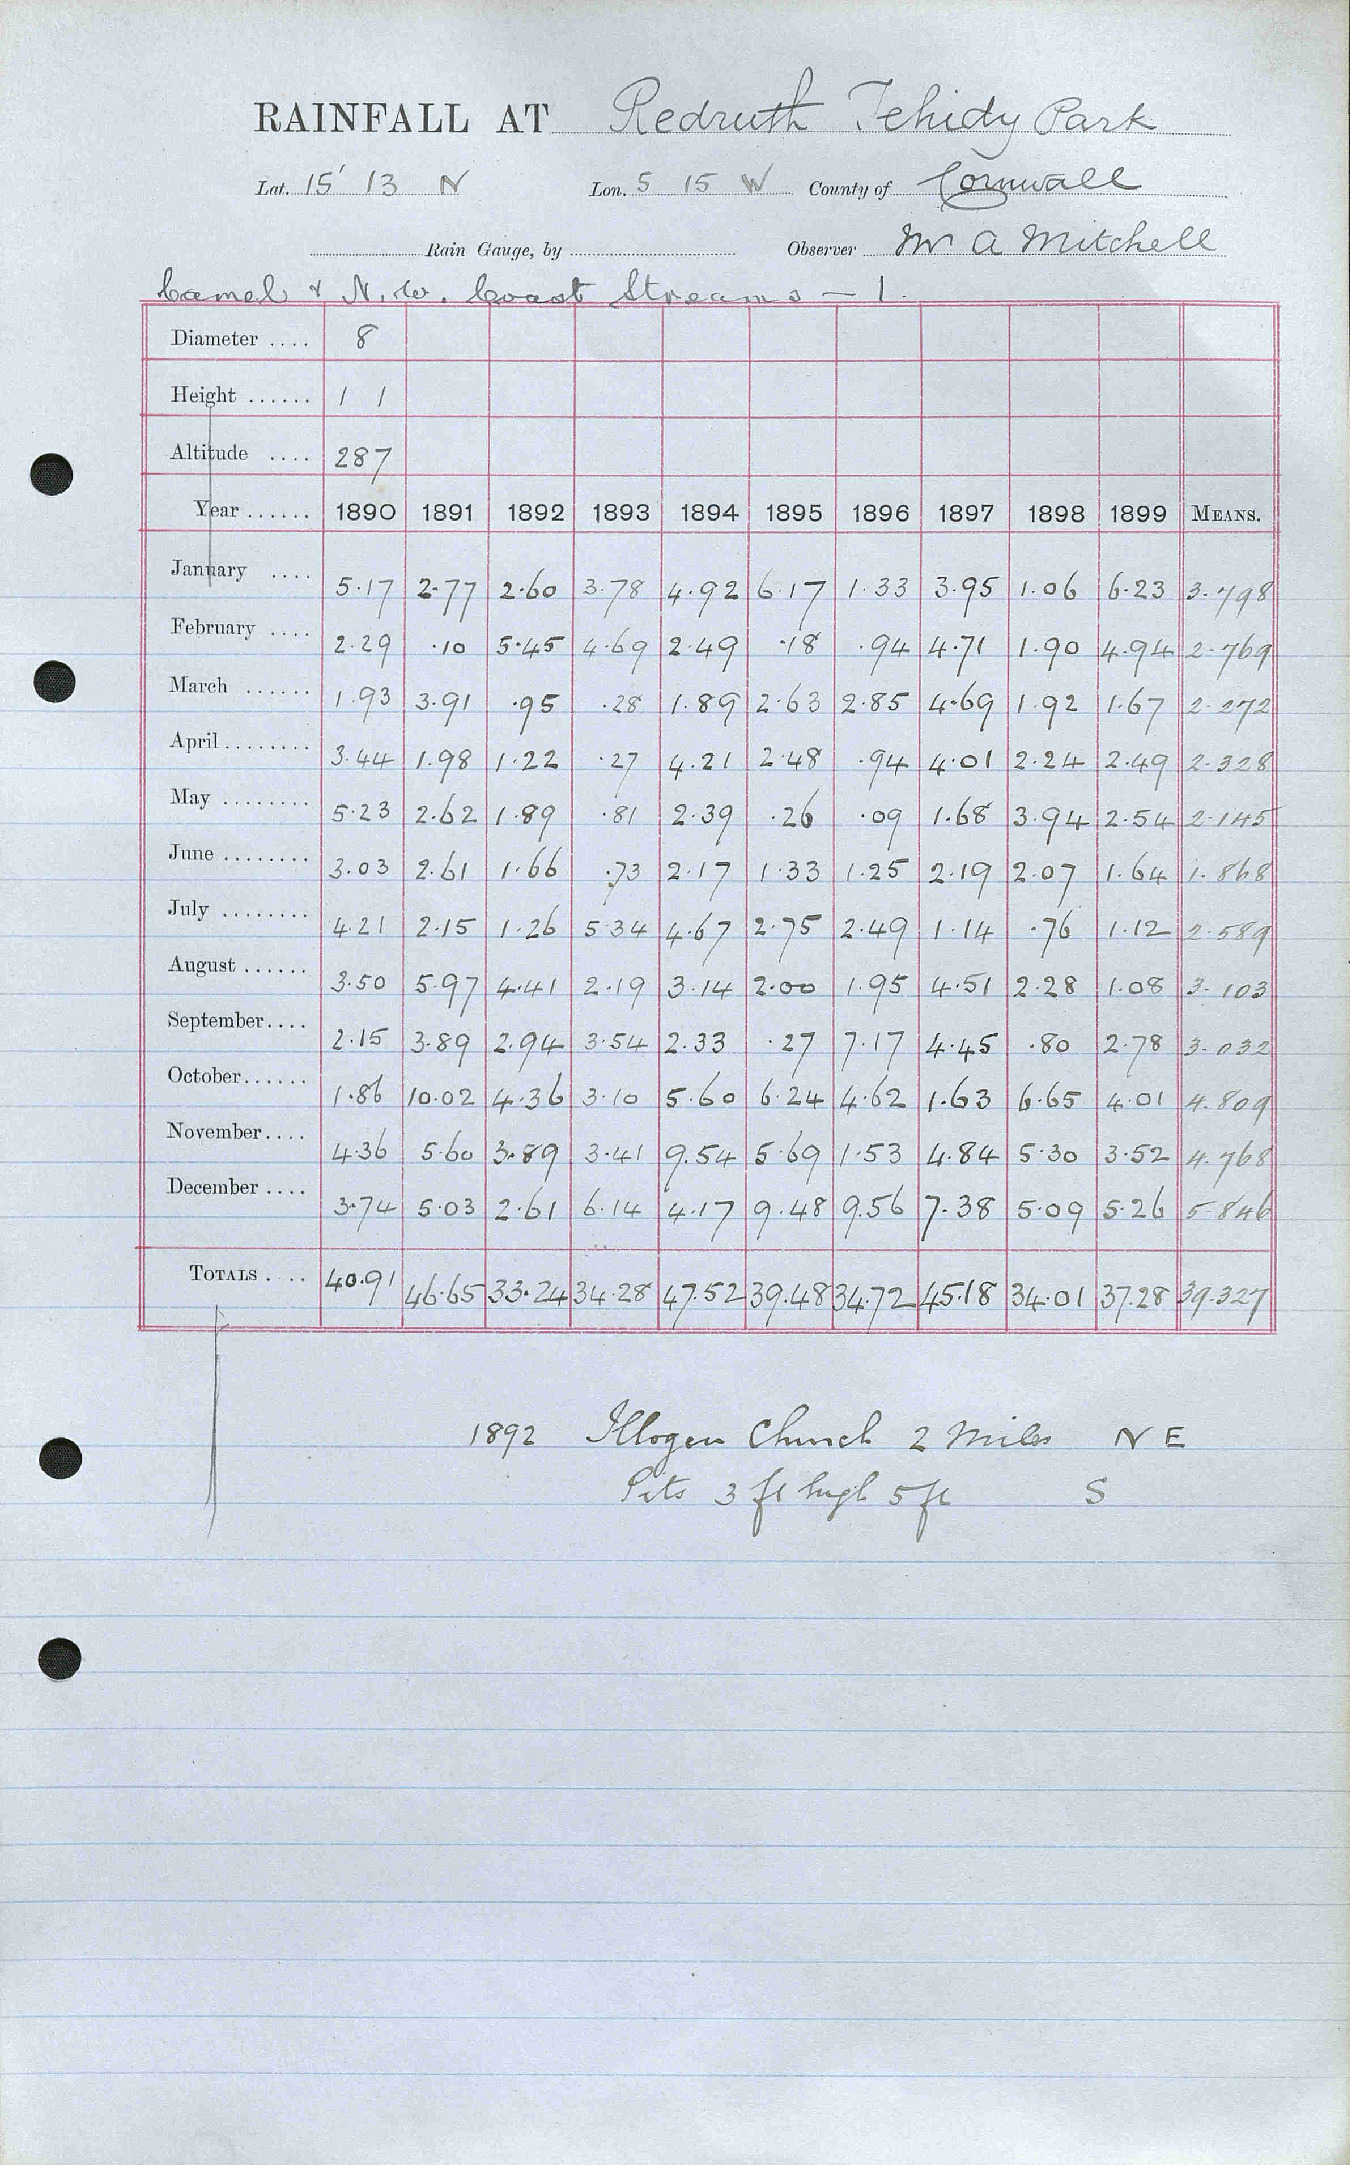 RAINFALL AT Redruth Tehidy Park
Lat. 15' 13 N Lon. 5 15 W County of Cornwall
Rain Gauge, by Observer Mr A Mitchell
Camel & N.W. Coast Streams — 1.
Diameter .... 8
Height ...... 1 1
Altitude .... 287
Year ...... 1890 1891 1892 1893 1894 1895 1896 1897 1898 1899 MEANS.
January .... 5.17 2.77 2.60 3.78 4.92 6.17 1.33 3.95 1.06 6.23 3.798
February .... 2.29 .10 5.45 4.69 2.49 .18 .94 4.71 1.90 4.94 2.769
March ...... 1.93 3.91 .95 .28 1.89 2.63 2.85 4.69 1.92 1.67 2.272
April ........ 3.44 1.98 1.22 .27 4.21 2.48 .94 4.01 2.24 2.49 2.328
May ........ 5.23 2.62 1.89 .81 2.39 .26 .09 1.68 3.94 2.54 2.145
June ........ 3.03 2.61 1.66 .73 2.17 1.33 1.25 2.19 2.07 1.64 1.868
July ........ 4.21 2.15 1.26 5.34 4.67 2.75 2.49 1.14 .76 1.12 2.589
August ...... 3.50 5.97 4.41 2.19 3.14 2.00 1.95 4.51 2.28 1.08 3.103
September.... 2.15 3.89 2.94 3.54 2.33 .27 7.17 4.45 .80 2.78 3.032
October...... 1.86 10.02 4.36 3.10 5.60 6.24 4.62 1.63 6.65 4.01 4.809
November.... 4.36 5.60 3.89 3.41 9.54 5.69 1.53 4.84 5.30 3.52 4.768
December .... 3.74 5.03 2.61 6.14 4.17 9.48 9.56 7.38 5.09 5.26 5.846
TOTALS .... 40.91 46.65 33.24 34.28 47.52 39.48 34.72 45.18 34.01 37.28 39.327
1892 Illogen Church 2 Miles N E
Pits 3 ft high 5 ft S